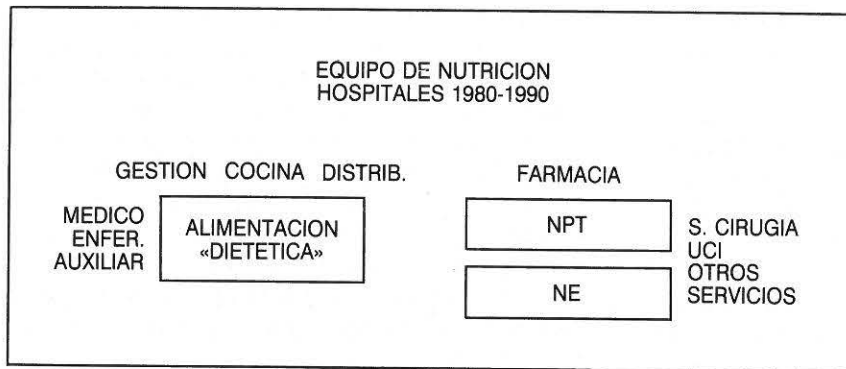 EQUIPO DE NUTRICION
HOSPITALES 1980-1990
GESTION COCINA DISTRIB.
FARMACIA
MEDICO
ENFER.
AUXILIAR
ALIMENTACION
«DIETETICA»
NPT
NE
S. CIRUGIA
UCI
OTROS
SERVICIOS